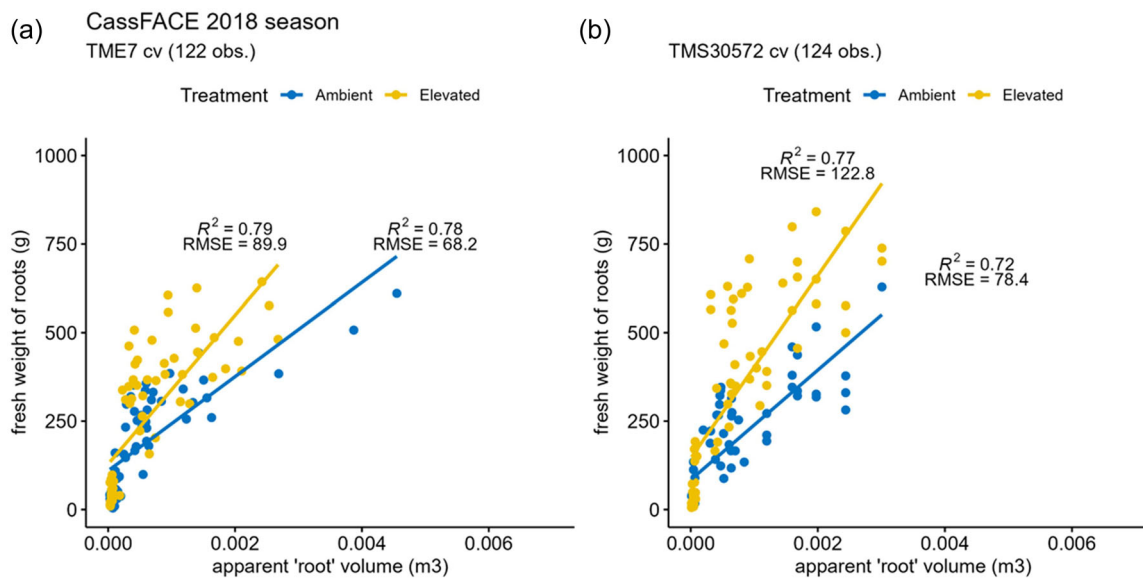 (a)
CassFACE 2018 season
TME7 cv (122 obs.)
Treatment Ambient Elevated
R² = 0.79
RMSE = 89.9
R² = 0.78
RMSE = 68.2
fresh weight of roots (g)
1000
750
500
250
0
0.000 0.002 0.004 0.006
apparent 'root' volume (m3)
(b)
TMS30572 cv (124 obs.)
Treatment Ambient Elevated
R² = 0.77
RMSE = 122.8
R² = 0.72
RMSE = 78.4
fresh weight of roots (g)
1000
750
500
250
0
0.000 0.002 0.004 0.006
apparent 'root' volume (m3)